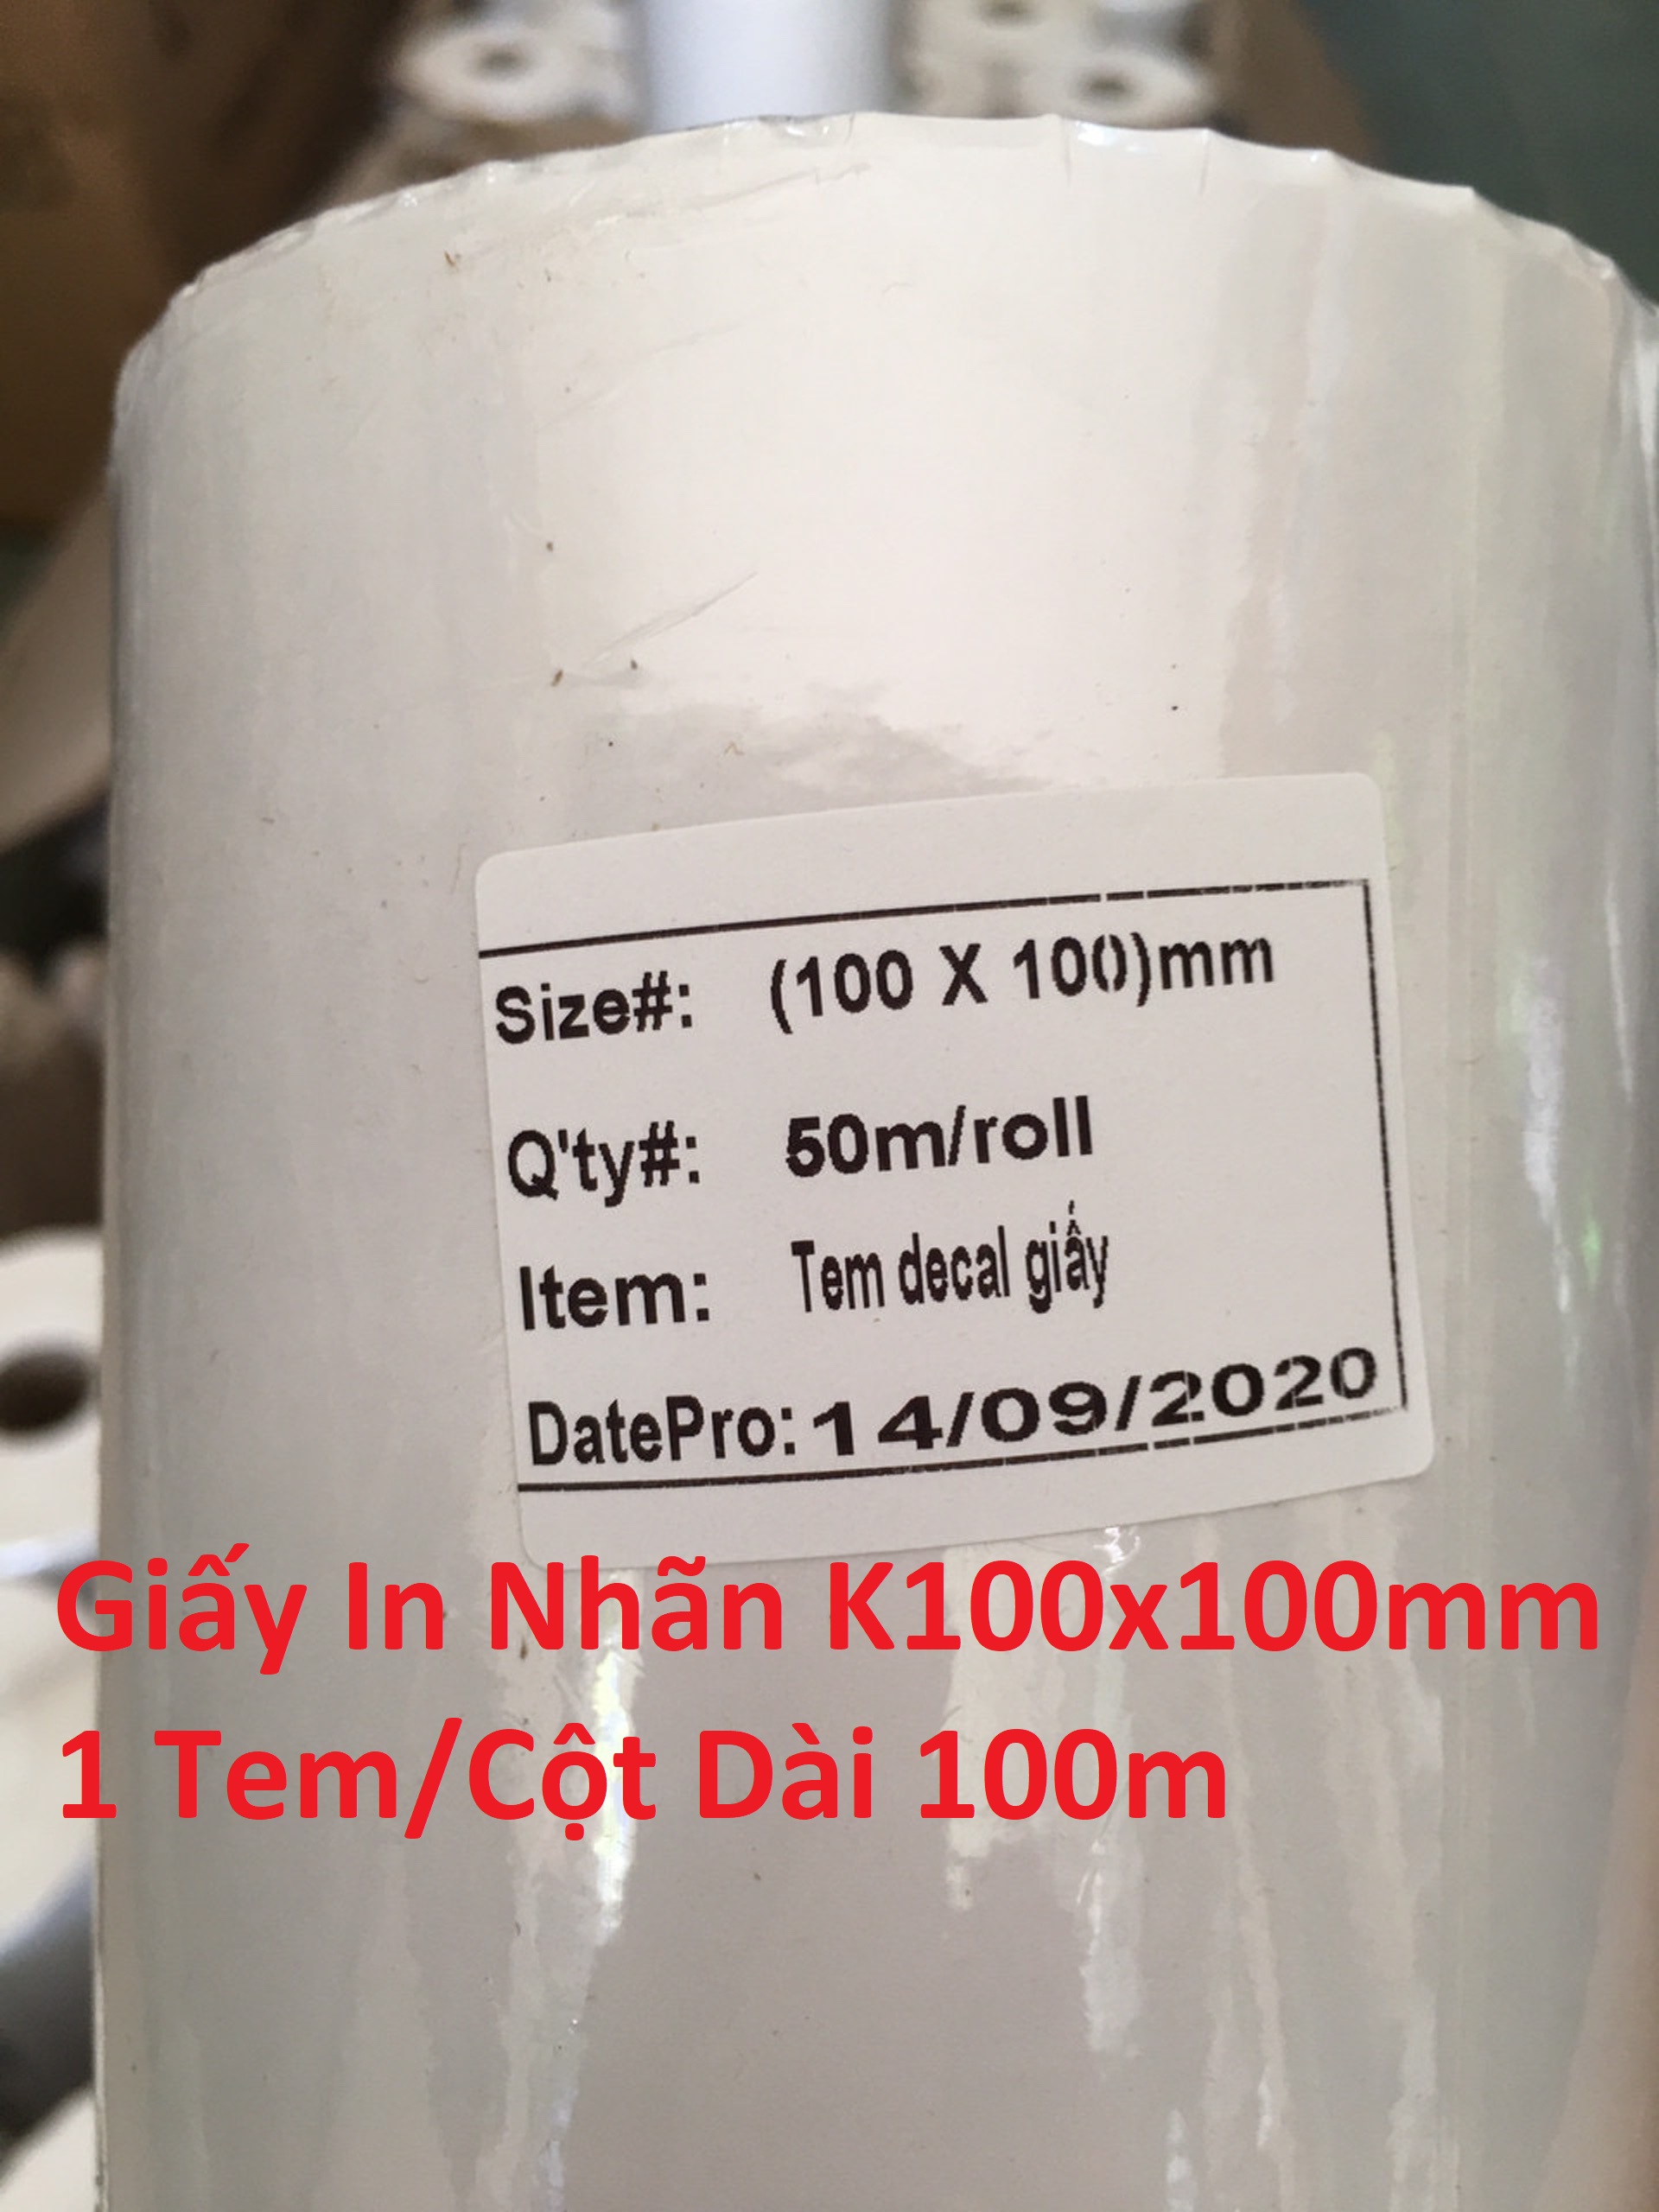 Size#: (100 X 100)mm
Q'ty#: 50m/roll
Item: Tem decal giấy
DatePro: 14/09/2020
Giấy In Nhãn K100x100mm
1 Tem/Cột Dài 100m